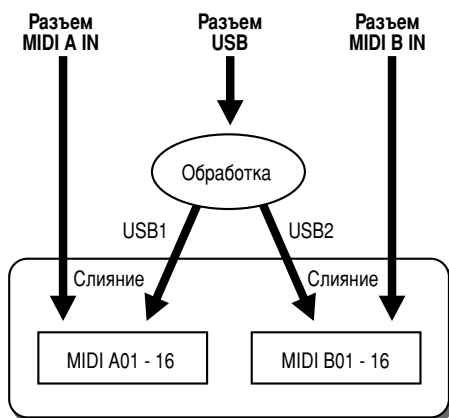 Разъем
MIDI A IN
Разъем
USB
Разъем
MIDI B IN
Обработка
USB1
USB2
Слияние
Слияние
MIDI A01 - 16
MIDI B01 - 16